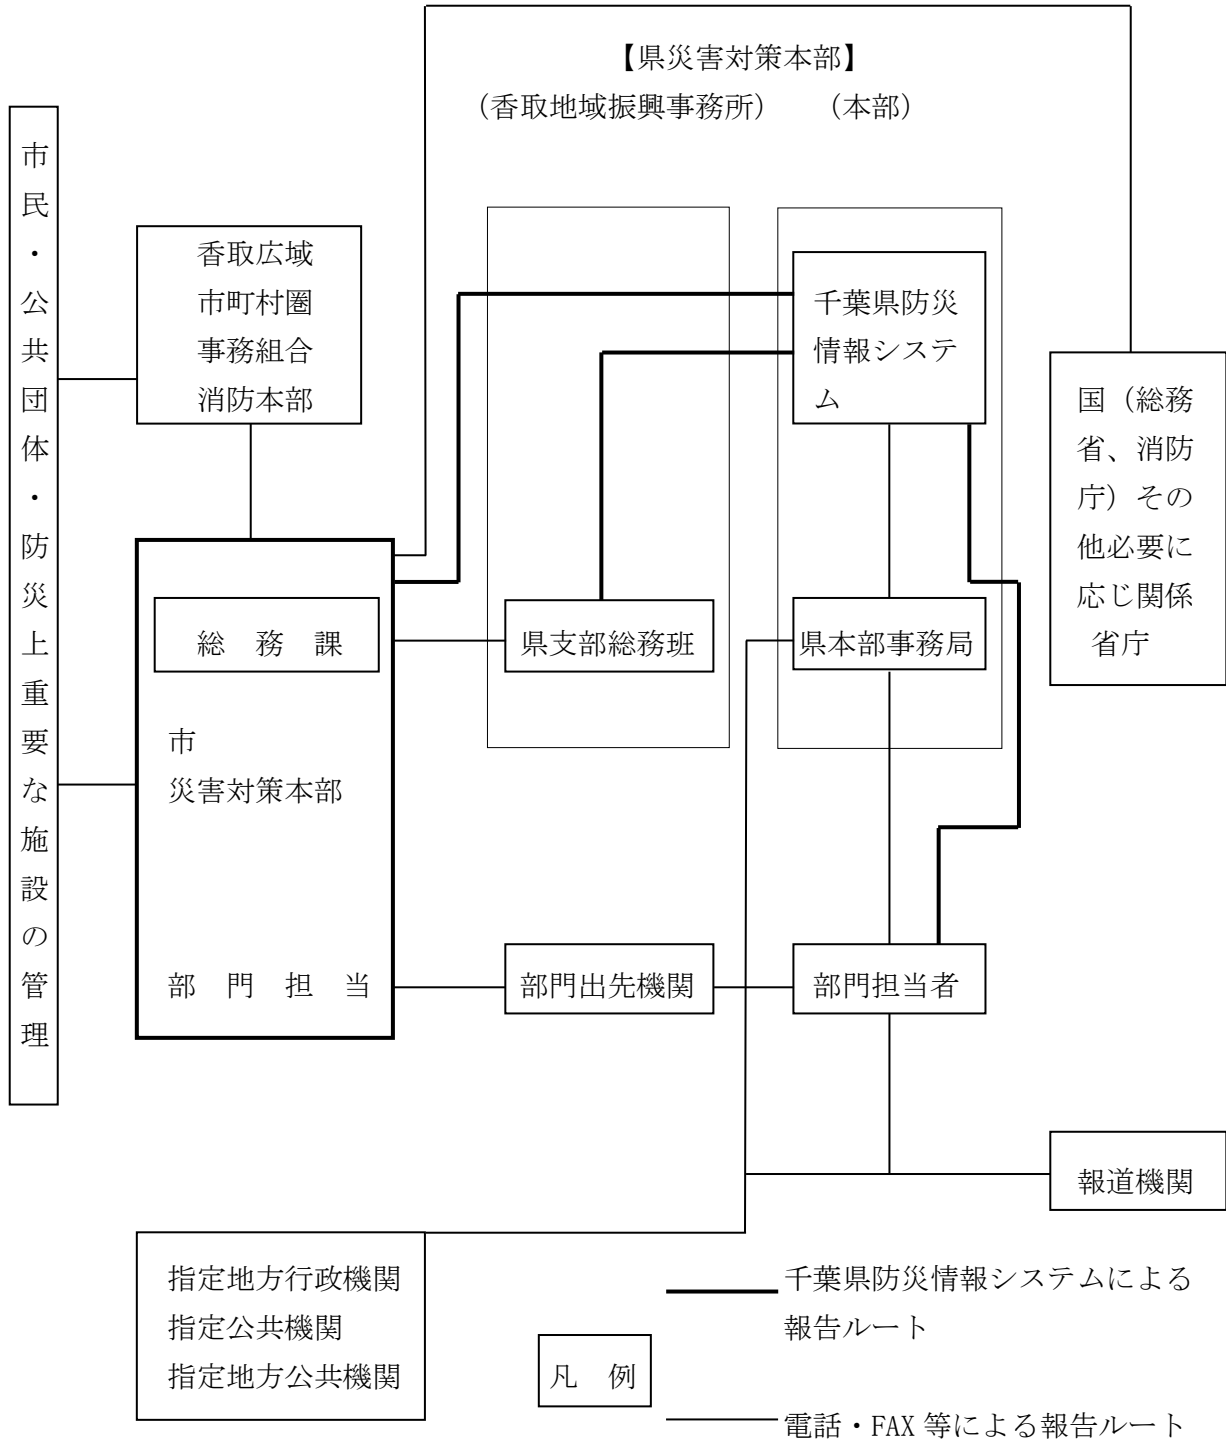 【県災害対策本部】
（香取地域振興事務所）　（本部）
市民・公共団体・防災上重要な施設の管理
香取広域
市町村圏
事務組合
消防本部
千葉県防災
情報システ
ム
国（総務
省、消防
庁）その
他必要に
応じ関係
省庁
総　務　課
県支部総務班
県本部事務局
市
災害対策本部
部　門　担　当
部門出先機関
部門担当者
報道機関
指定地方行政機関
指定公共機関
指定地方公共機関
凡　例
千葉県防災情報システムによる
報告ルート
電話・FAX 等による報告ルート